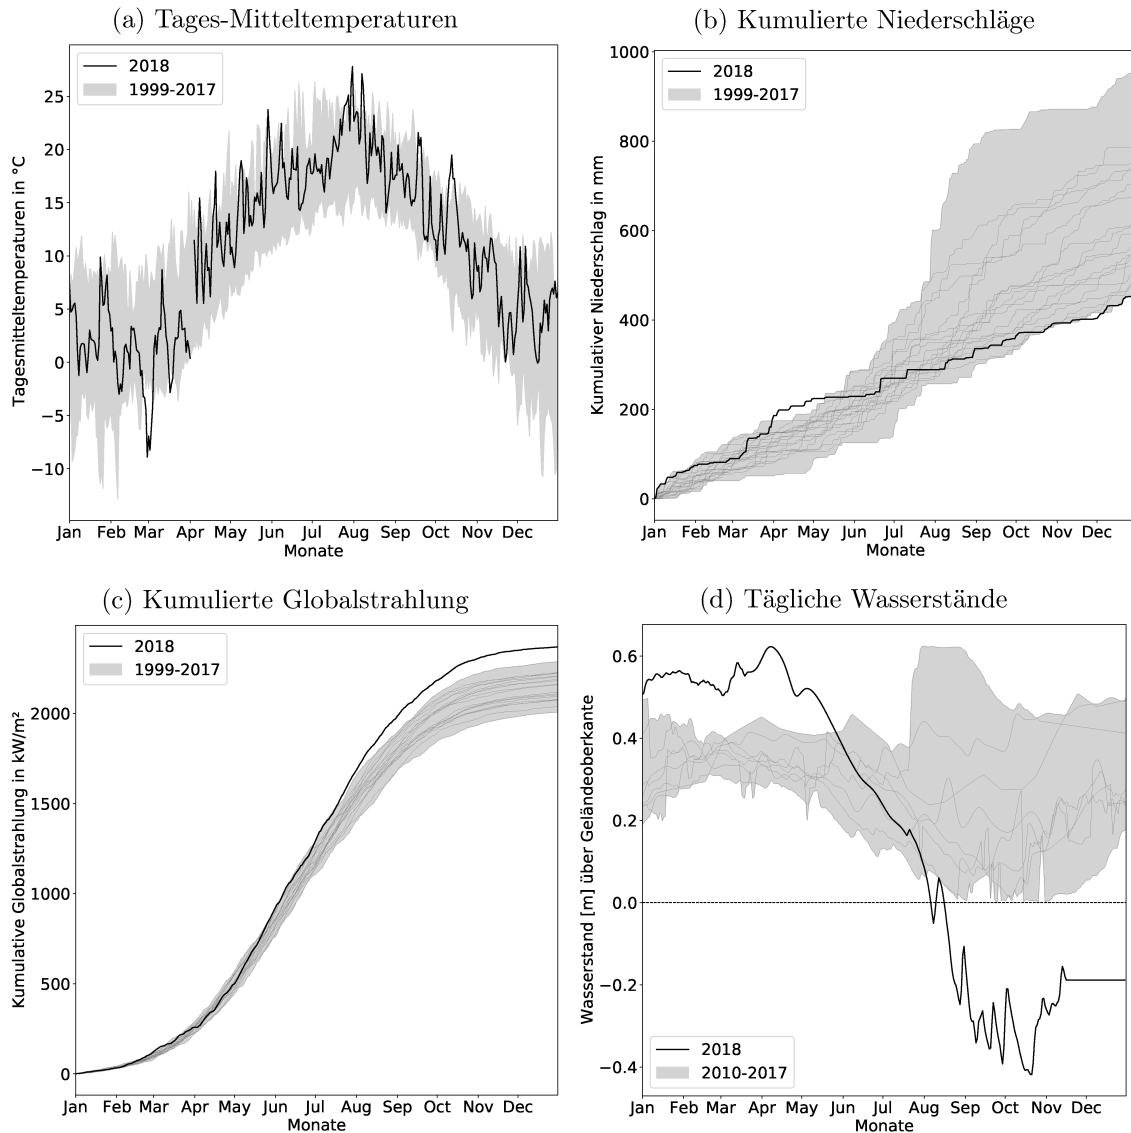 (a) Tages-Mitteltemperaturen
2018
1999-2017
25
20
15
10
5
0
−5
−10
Tagesmitteltemperaturen in °C
Jan Feb Mar Apr May Jun Jul Aug Sep Oct Nov Dec
Monate
(b) Kumulierte Niederschläge
2018
1999-2017
1000
800
600
400
200
0
Kumulativer Niederschlag in mm
Jan Feb Mar Apr May Jun Jul Aug Sep Oct Nov Dec
Monate
(c) Kumulierte Globalstrahlung
2018
1999-2017
2000
1500
1000
500
0
Kumulative Globalstrahlung in kW/m²
Jan Feb Mar Apr May Jun Jul Aug Sep Oct Nov Dec
Monate
(d) Tägliche Wasserstände
0.6
0.4
0.2
0.0
−0.2
−0.4
Wasserstand [m] über Geländeoberkante
2018
2010-2017
Jan Feb Mar Apr May Jun Jul Aug Sep Oct Nov Dec
Monate